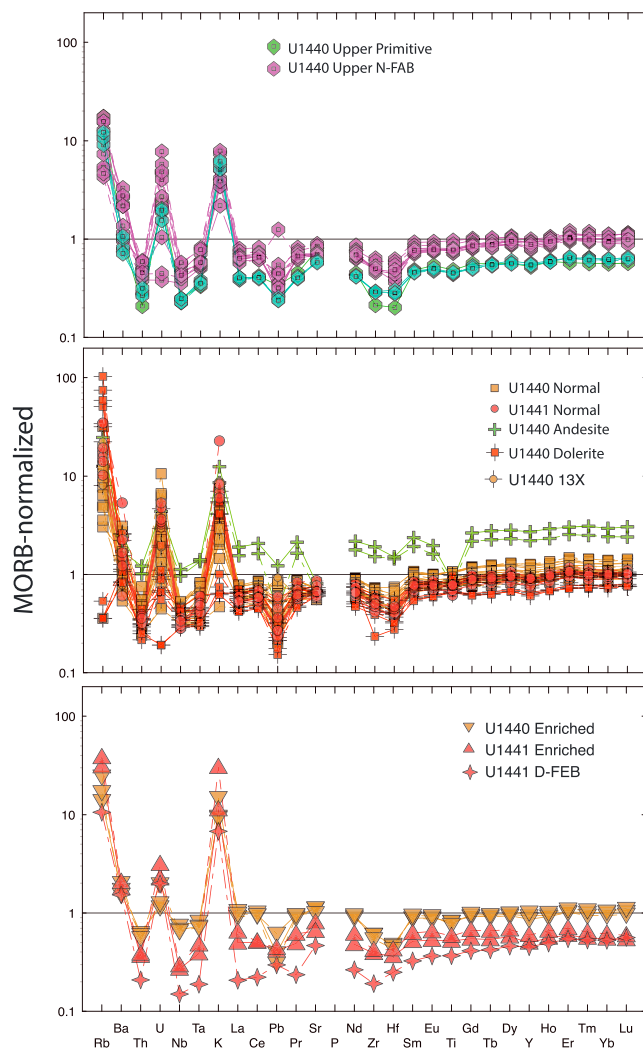 100
U1440 Upper Primitive
U1440 Upper N-FAB
10
1
0.1
100
U1440 Normal
U1441 Normal
U1440 Andesite
U1440 Dolerite
U1440 13X
10
1
0.1
MORB-normalized
100
U1440 Enriched
U1441 Enriched
U1441 D-FEB
10
1
0.1
Ba U Ta La Pb Sr Nd Hf Eu Gd Dy Ho Tm Lu
Rb Th Nb K Ce Pr P Zr Sm Ti Tb Y Er Yb